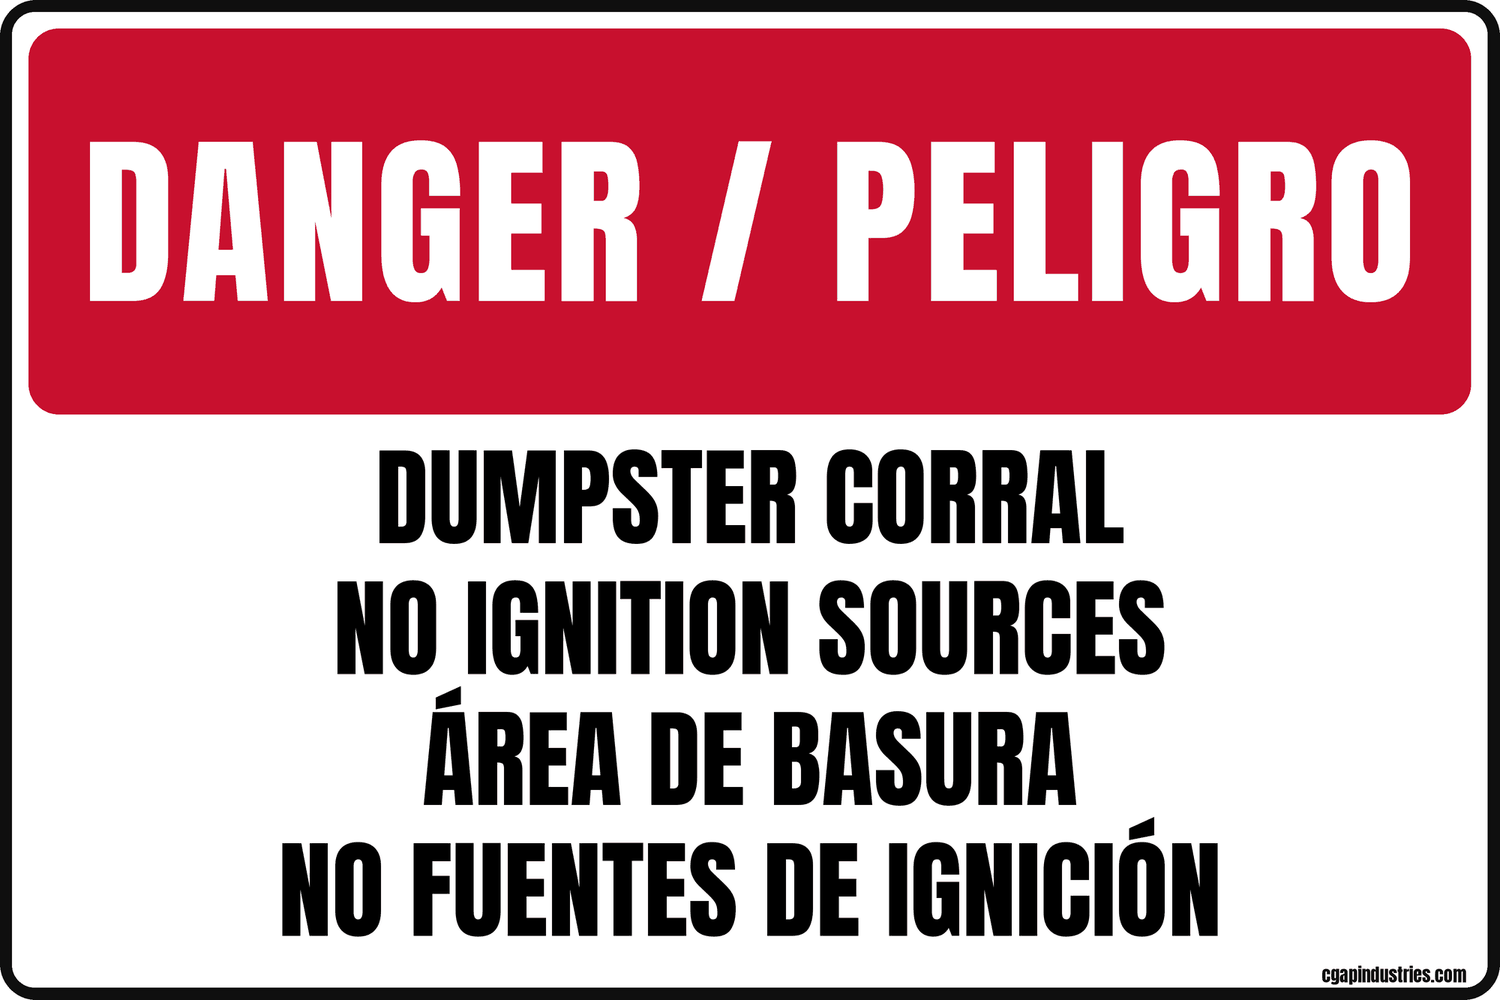 DANGER / PELIGRO
DUMPSTER CORRAL
NO IGNITION SOURCES
ÁREA DE BASURA
NO FUENTES DE IGNICIÓN
cgapindustries.com